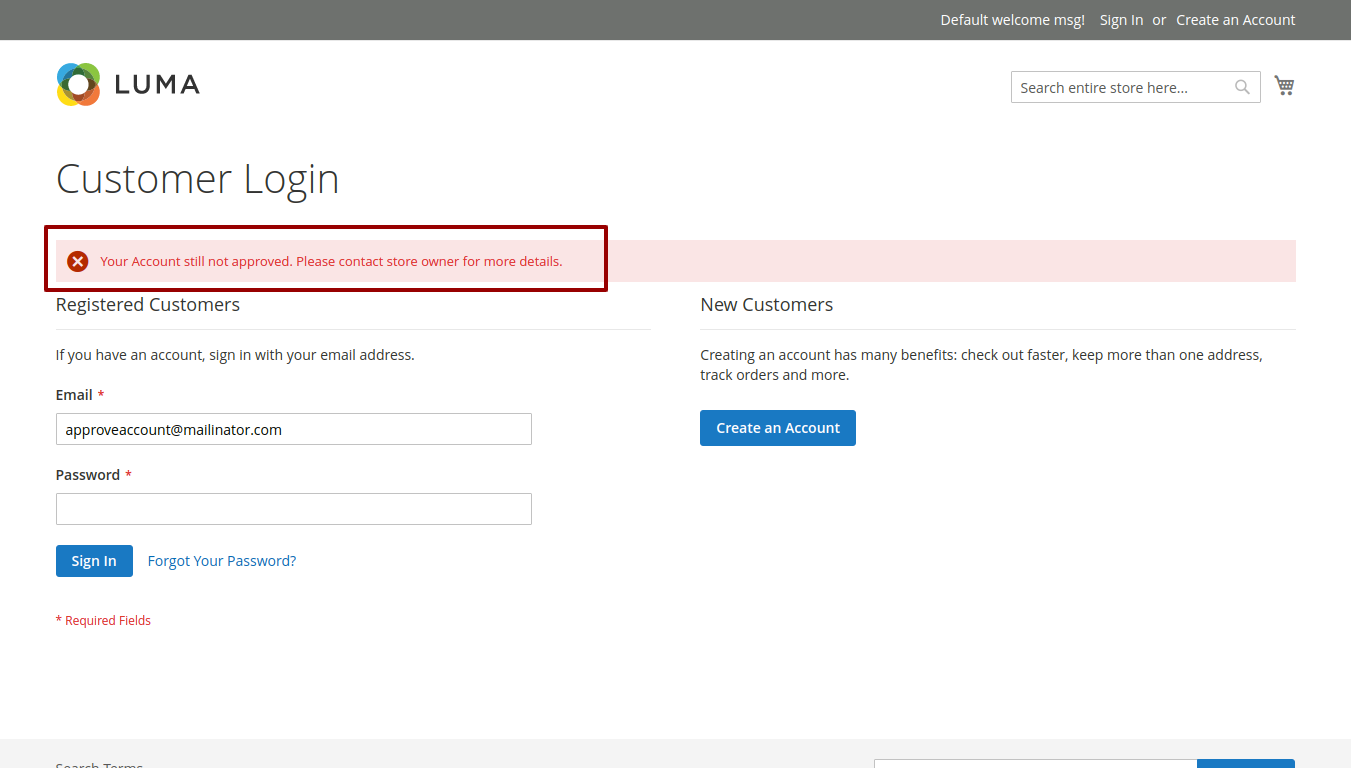 Default welcome msg! Sign In or Create an Account
LUMA
Search entire store here...
Customer Login
Your Account still not approved. Please contact store owner for more details.
Registered Customers
If you have an account, sign in with your email address.
Email *
approveaccount@mailinator.com
Password *
Sign In Forgot Your Password?
* Required Fields
New Customers
Creating an account has many benefits: check out faster, keep more than one address,
track orders and more.
Create an Account
Search Terms